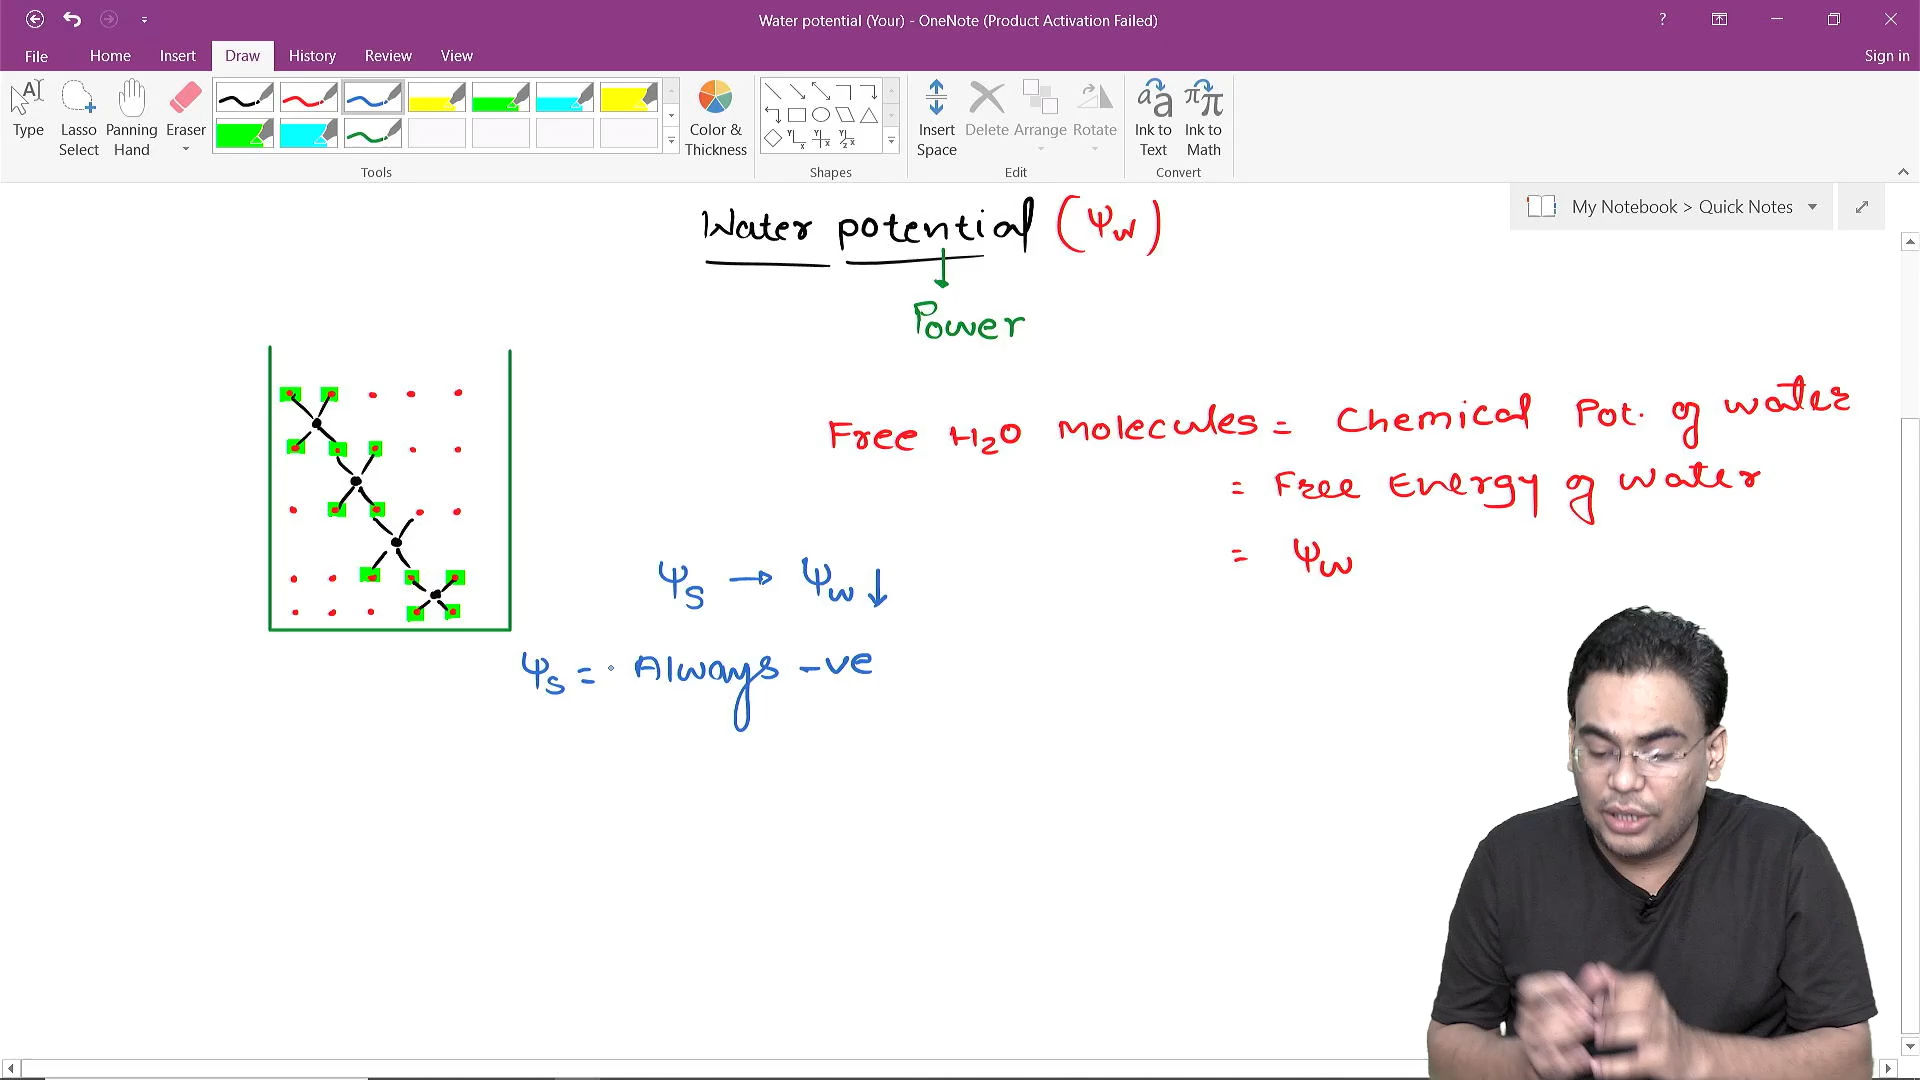 Water potential (Your) - OneNote (Product Activation Failed)
?
File Home Insert Draw History Review View
Sign in
Type
Lasso Select
Panning Hand
Eraser
Color & Thickness
Insert Space
Delete
Arrange
Rotate
Ink to Text
Ink to Math
Tools
Shapes
Edit
Convert
My Notebook > Quick Notes
Water potential (Ψw)
Power
Free H2O Molecules = Chemical Pot. of water
= Free Energy of water
= Ψw
Ψs → Ψw ↓
Ψs = Always -ve